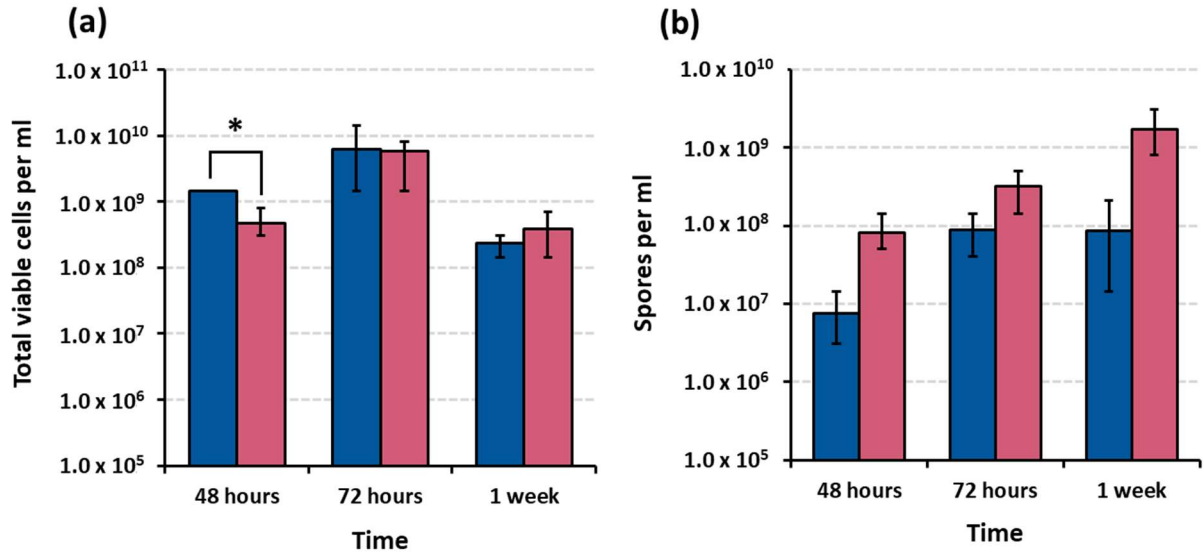 (a)
Total viable cells per ml
1.0 x 10¹¹
1.0 x 10¹⁰
1.0 x 10⁹
1.0 x 10⁸
1.0 x 10⁷
1.0 x 10⁶
1.0 x 10⁵
*
48 hours
72 hours
1 week
Time
(b)
Spores per ml
1.0 x 10¹⁰
1.0 x 10⁹
1.0 x 10⁸
1.0 x 10⁷
1.0 x 10⁶
1.0 x 10⁵
48 hours
72 hours
1 week
Time